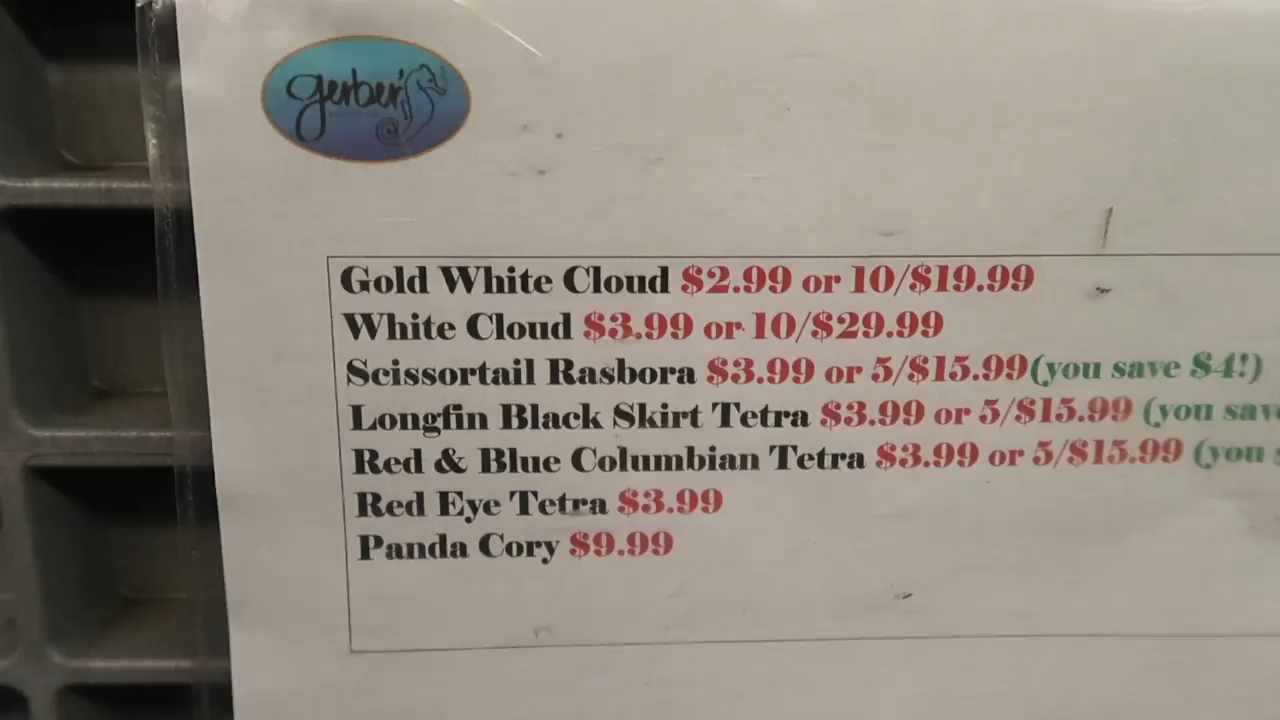 gerber's
Gold White Cloud $2.99 or 10/$19.99
White Cloud $3.99 or 10/$29.99
Scissortail Rasbora $3.99 or 5/$15.99(you save $4!)
Longfin Black Skirt Tetra $3.99 or 5/$15.99 (you
Red & Blue Columbian Tetra $3.99 or 5/$15.99 (you
Red Eye Tetra $3.99
Panda Cory $9.99